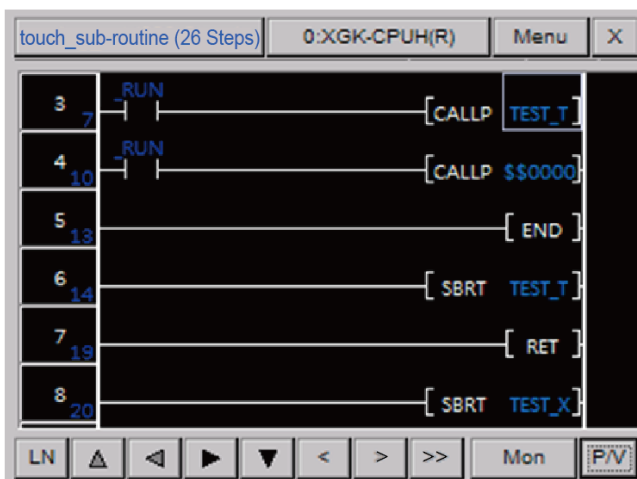 touch_sub-routine (26 Steps) 0:XGK-CPUH(R) Menu X
3 7 _RUN [CALLP TEST_T]
4 10 _RUN [CALLP $$0000]
5 13 [ END ]
6 14 [ SBRT TEST_T]
7 19 [ RET ]
8 20 [ SBRT TEST_X]
LN < > >> Mon P/V